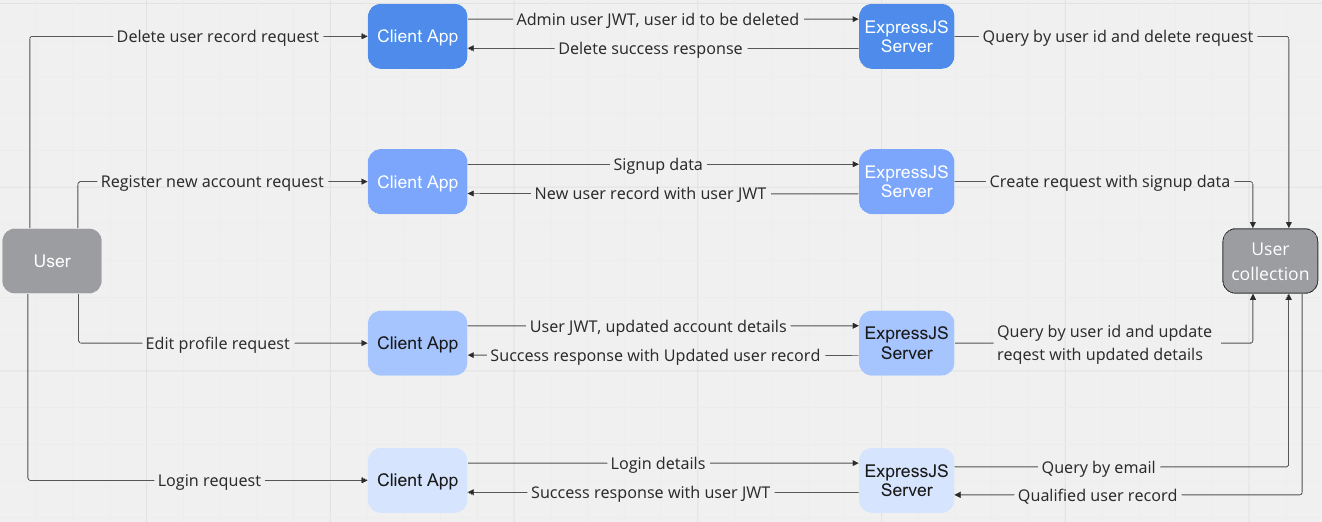 Delete user record request
Client App
Admin user JWT, user id to be deleted
Delete success response
ExpressJS
Server
Query by user id and delete request
Register new account request
Client App
Signup data
New user record with user JWT
ExpressJS
Server
Create request with signup data
User
User
collection
Edit profile request
Client App
User JWT, updated account details
Success response with Updated user record
ExpressJS
Server
Query by user id and update
reqest with updated details
Login request
Client App
Login details
Success response with user JWT
ExpressJS
Server
Query by email
Qualified user record